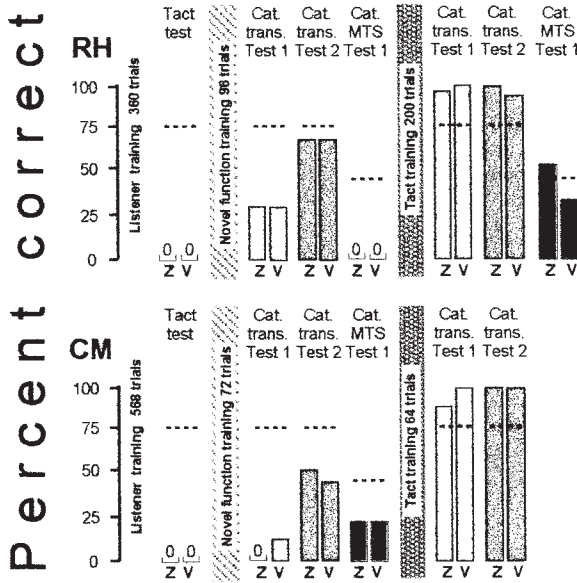 Percent correct
Tact
test
Cat.
trans.
Test 1
Cat.
trans.
Test 2
Cat.
MTS
Test 1
Cat.
trans.
Test 1
Cat.
trans.
Test 2
Cat.
MTS
Test 1
RH
100
75
50
25
0
Listener training 360 trials
Novel function training 96 trials
Tact training 200 trials
0 0
0 0
Z V
Z V
Z V
Z V
Z V
Z V
Z V
Tact
test
Cat.
trans.
Test 1
Cat.
trans.
Test 2
Cat.
MTS
Test 1
Cat.
trans.
Test 1
Cat.
trans.
Test 2
CM
100
75
50
25
0
Listener training 568 trials
Novel function training 72 trials
Tact training 64 trials
0 0
0
Z V
Z V
Z V
Z V
Z V
Z V